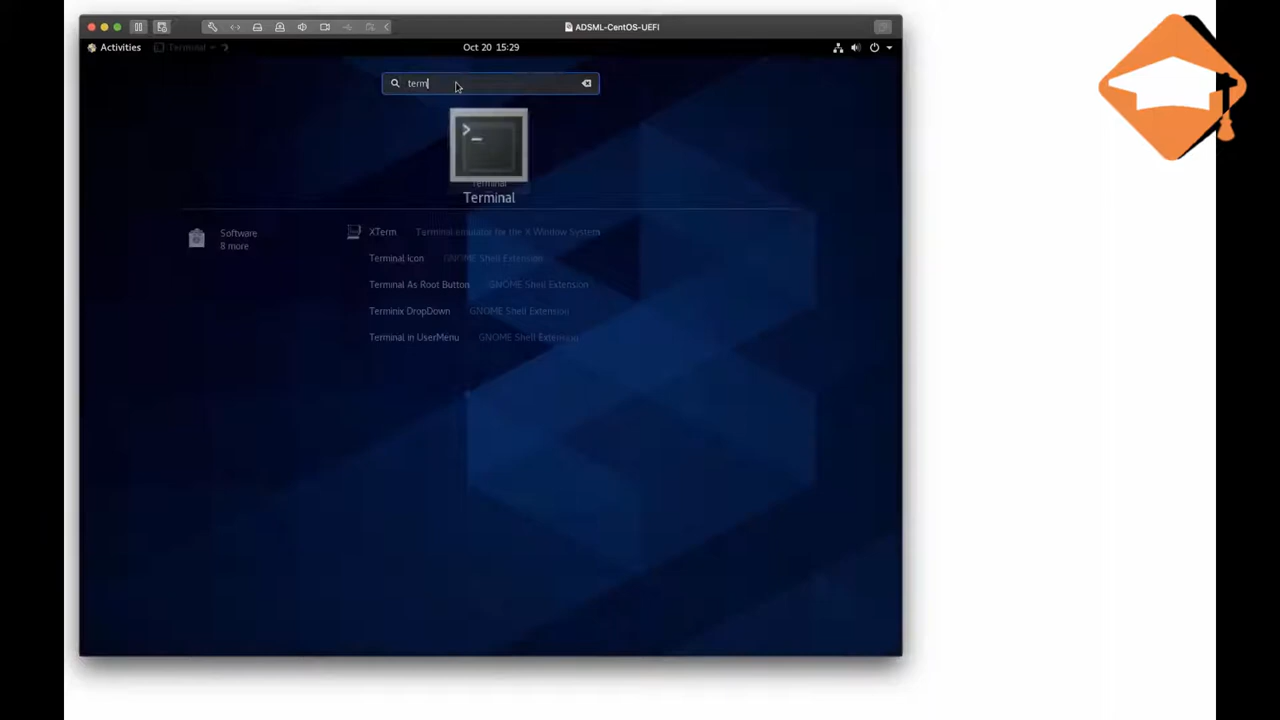 ADSML-CentOS-UEFI
Activities Terminal Oct 20 15:29
term
Terminal
Terminal
Software
8 more
XTerm Terminal emulator for the X Window System
Terminal Icon GNOME Shell Extension
Terminal As Root Button GNOME Shell Extension
Terminix DropDown GNOME Shell Extension
Terminal in UserMenu GNOME Shell Extension